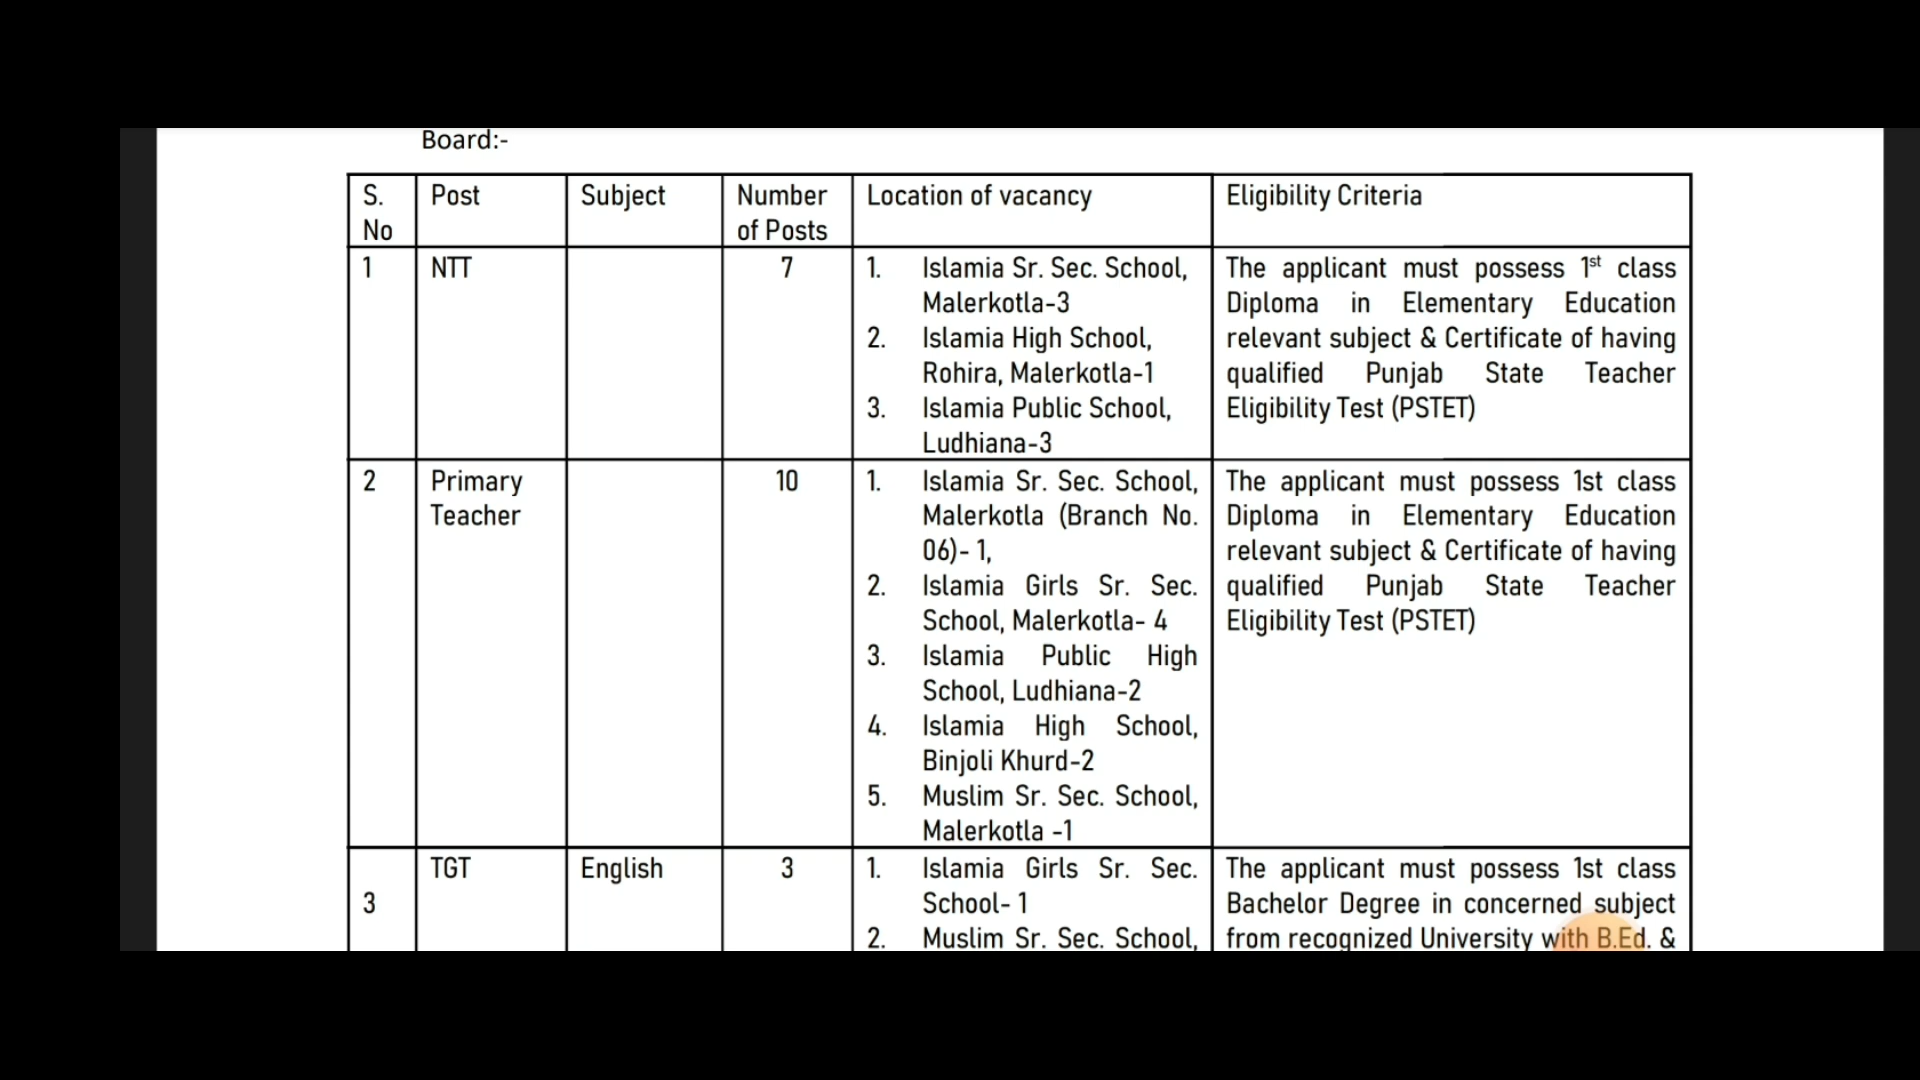 Board:-
S. No
Post
Subject
Number of Posts
Location of vacancy
Eligibility Criteria
1
NTT
7
1. Islamia Sr. Sec. School,
Malerkotla-3
2. Islamia High School,
Rohira, Malerkotla-1
3. Islamia Public School,
Ludhiana-3
The applicant must possess 1st class
Diploma in Elementary Education
relevant subject & Certificate of having
qualified Punjab State Teacher
Eligibility Test (PSTET)
2
Primary
Teacher
10
1. Islamia Sr. Sec. School,
Malerkotla (Branch No.
06)- 1,
2. Islamia Girls Sr. Sec.
School, Malerkotla- 4
3. Islamia Public High
School, Ludhiana-2
4. Islamia High School,
Binjoli Khurd-2
5. Muslim Sr. Sec. School,
Malerkotla -1
The applicant must possess 1st class
Diploma in Elementary Education
relevant subject & Certificate of having
qualified Punjab State Teacher
Eligibility Test (PSTET)
3
TGT
English
3
1. Islamia Girls Sr. Sec.
School- 1
2. Muslim Sr. Sec. School,
The applicant must possess 1st class
Bachelor Degree in concerned subject
from recognized University with B.Ed. &